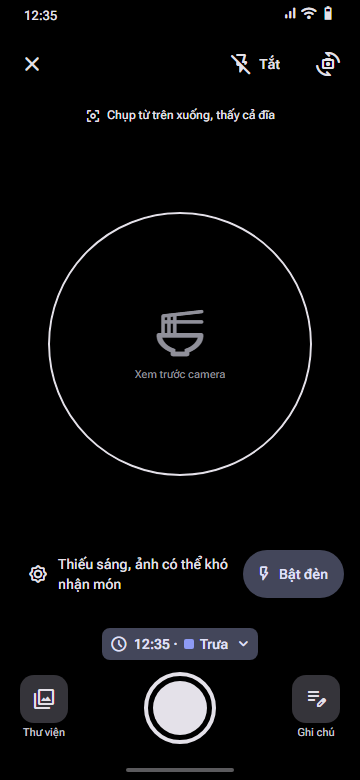 12:35
Tắt
Chụp từ trên xuống, thấy cả đĩa
Xem trước camera
Thiếu sáng, ảnh có thể khó
nhận món
Bật đèn
12:35 · Trưa
Thư viện
Ghi chú